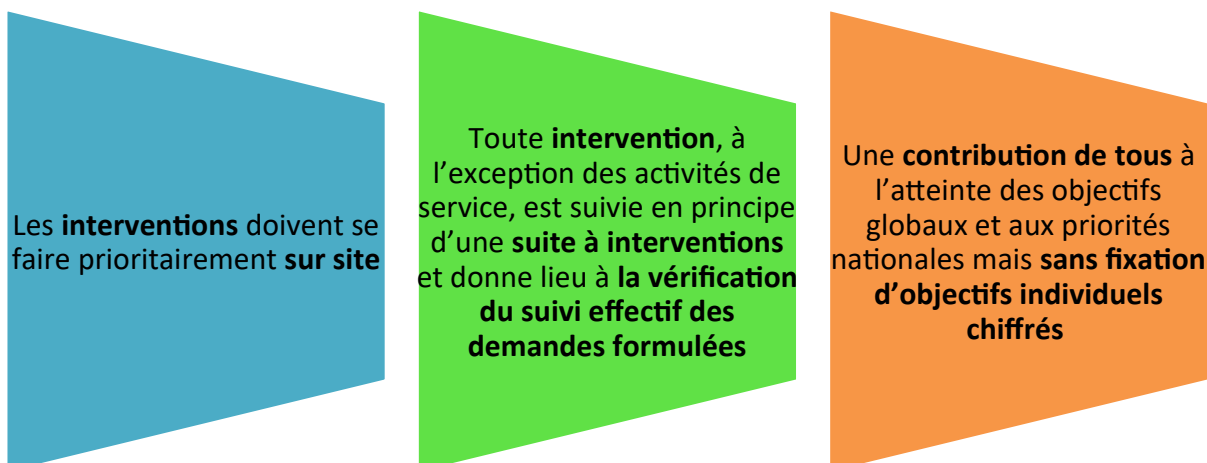 Les interventions doivent se
faire prioritairement sur site
Toute intervention, à
l’exception des activités de
service, est suivie en principe
d’une suite à interventions
et donne lieu à la vérification
du suivi effectif des
demandes formulées
Une contribution de tous à
l’atteinte des objectifs
globaux et aux priorités
nationales mais sans fixation
d’objectifs individuels
chiffrés